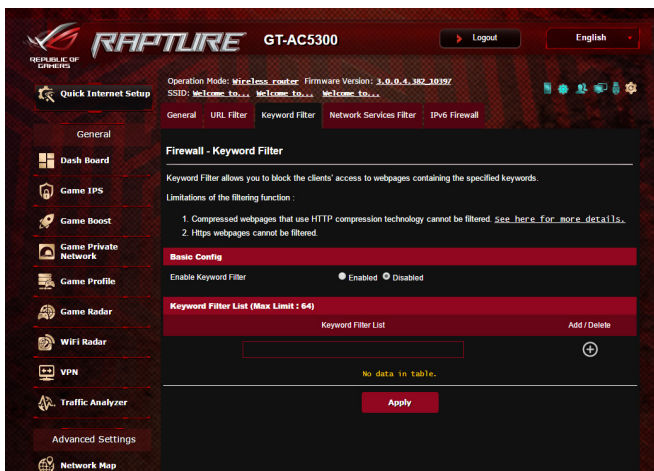 REPUBLIC OF
GAMERS
RAPTURE
GT-AC5300
Logout
English
Quick Internet Setup
Operation Mode: Wireless router Firmware Version: 3.0.0.4.382_10397
SSID: Welcome to... Welcome to... Welcome to...
General
URL Filter
Keyword Filter
Network Services Filter
IPv6 Firewall
General
Dash Board
Game IPS
Game Boost
Game Private
Network
Game Profile
Game Radar
WiFi Radar
VPN
Traffic Analyzer
Advanced Settings
Network Map
Firewall - Keyword Filter
Keyword Filter allows you to block the clients' access to webpages containing the specified keywords.
Limitations of the filtering function :
1. Compressed webpages that use HTTP compression technology cannot be filtered. See here for more details.
2. Https webpages cannot be filtered.
Basic Config
Enable Keyword Filter
Enabled
Disabled
Keyword Filter List (Max Limit : 64)
Keyword Filter List
Add / Delete
No data in table.
Apply